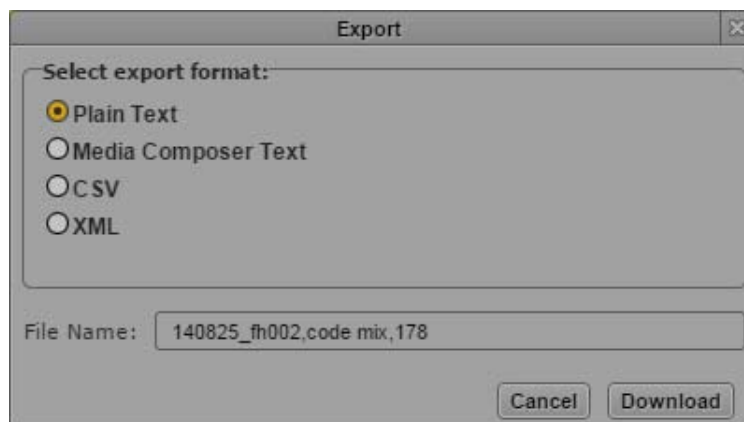 Export
Select export format:
Plain Text
Media Composer Text
CSV
XML
File Name: 140825_fh002,code mix,178
Cancel Download